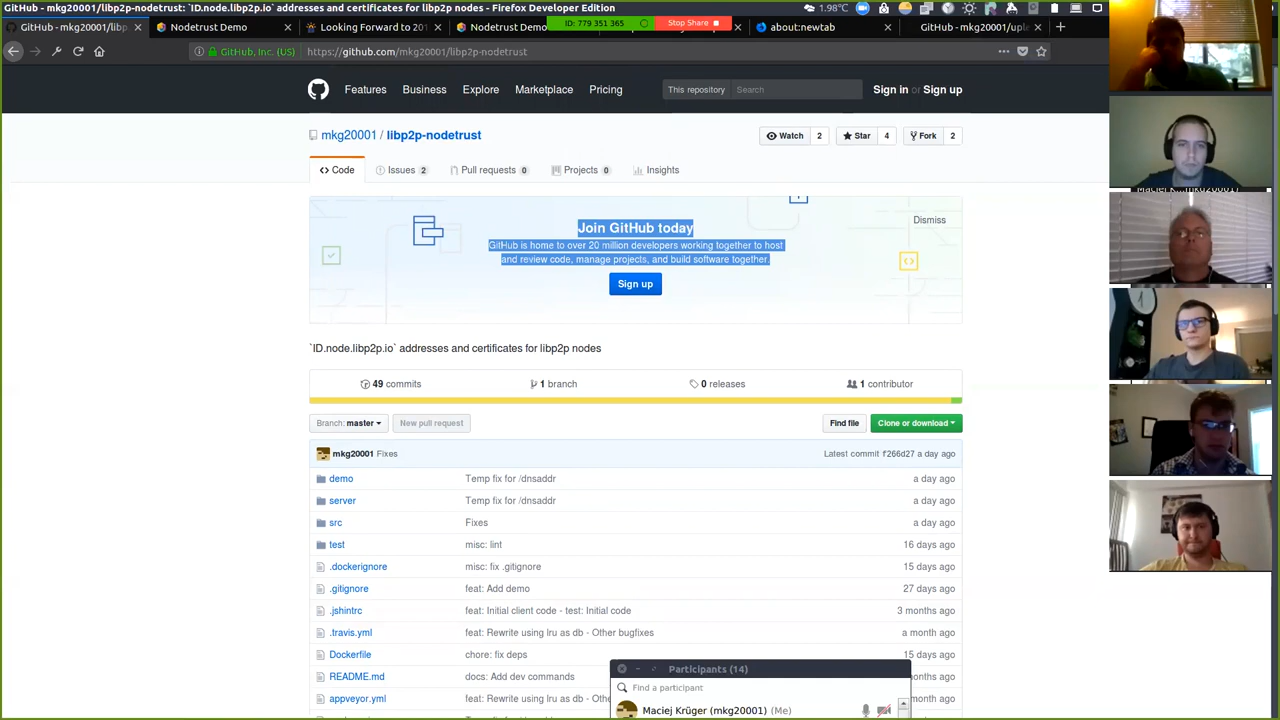 GitHub - mkg20001/libp2p-nodetrust: `ID.node.libp2p.io` addresses and certificates for libp2p nodes - Firefox Developer Edition
1.98°C
GitHub - mkg20001/libp
Nodetrust Demo
Looking forward to 20
ID: 779 351 365
Stop Share
New Tab
GitHub - mkg20001/uple
GitHub, Inc. (US)
https://github.com/mkg20001/libp2p-nodetrust
Features
Business
Explore
Marketplace
Pricing
This repository
Search
Sign in or Sign up
mkg20001 / libp2p-nodetrust
Watch 2
Star 4
Fork 2
Code
Issues 2
Pull requests 0
Projects 0
Insights
Join GitHub today
Dismiss
GitHub is home to over 20 million developers working together to host
and review code, manage projects, and build software together.
Sign up
`ID.node.libp2p.io` addresses and certificates for libp2p nodes
49 commits
1 branch
0 releases
1 contributor
Branch: master
New pull request
Find file
Clone or download
mkg20001 Fixes
Latest commit f266d27 a day ago
demo Temp fix for /dnsaddr a day ago
server Temp fix for /dnsaddr a day ago
src Fixes a day ago
test misc: lint 16 days ago
.dockerignore misc: fix .gitignore 15 days ago
.gitignore feat: Add demo 27 days ago
.jshintrc feat: Initial client code - test: Initial code 3 months ago
.travis.yml feat: Rewrite using lru as db - Other bugfixes a month ago
Dockerfile chore: fix deps 15 days ago
README.md docs: Add dev commands
appveyor.yml feat: Rewrite using lru as db - Other
Participants (14)
Find a participant
Maciej Krüger (mkg20001) (Me)